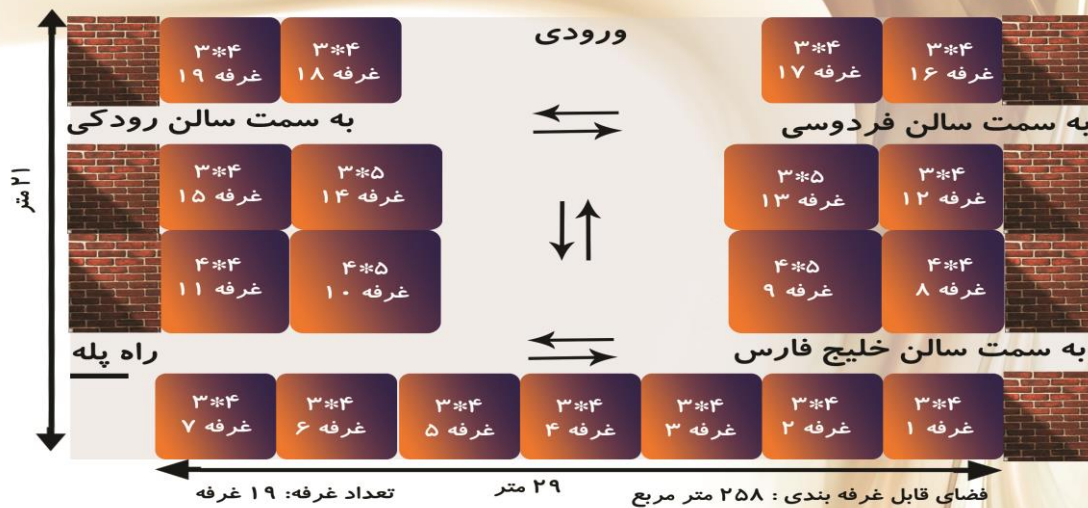 ورودی
۳*۴
غرفه ۱۶
۳*۴
غرفه ۱۷
۳*۴
غرفه ۱۸
۳*۴
غرفه ۱۹
به سمت سالن فردوسی
به سمت سالن رودکی
۳*۴
غرفه ۱۲
۳*۵
غرفه ۱۳
۳*۵
غرفه ۱۴
۳*۴
غرفه ۱۵
۲۱ متر
۴*۴
غرفه ۸
۴*۵
غرفه ۹
۴*۵
غرفه ۱۰
۴*۴
غرفه ۱۱
به سمت سالن خلیج فارس
راه پله
۳*۴
غرفه ۱
۳*۴
غرفه ۲
۳*۴
غرفه ۳
۳*۴
غرفه ۴
۳*۴
غرفه ۵
۳*۴
غرفه ۶
۳*۴
غرفه ۷
۲۹ متر
فضای قابل غرفه بندی : ۲۵۸ متر مربع
تعداد غرفه: ۱۹ غرفه